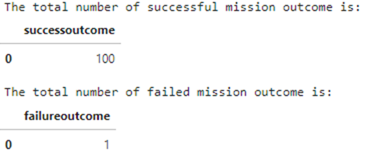 The total number of successful mission outcome is:
successoutcome
0 100
The total number of failed mission outcome is:
failureoutcome
0 1